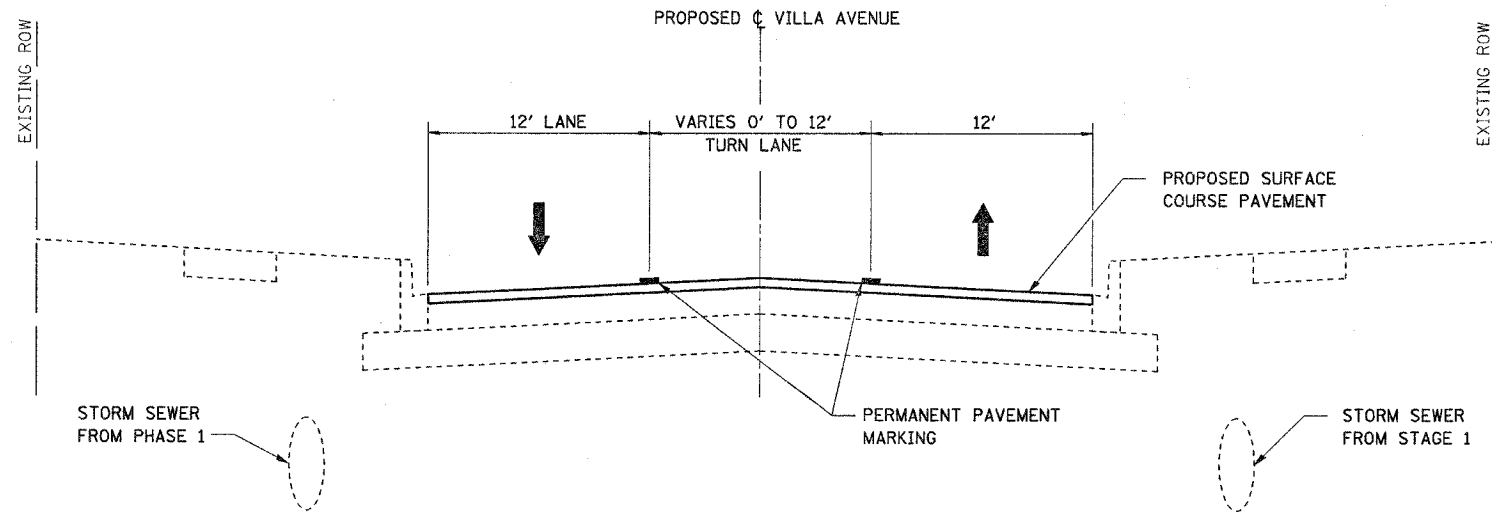 PROPOSED ℄ VILLA AVENUE
EXISTING ROW
EXISTING ROW
12' LANE
VARIES 0' TO 12'
TURN LANE
12'
PROPOSED SURFACE
COURSE PAVEMENT
STORM SEWER
FROM PHASE 1
PERMANENT PAVEMENT
MARKING
STORM SEWER
FROM STAGE 1